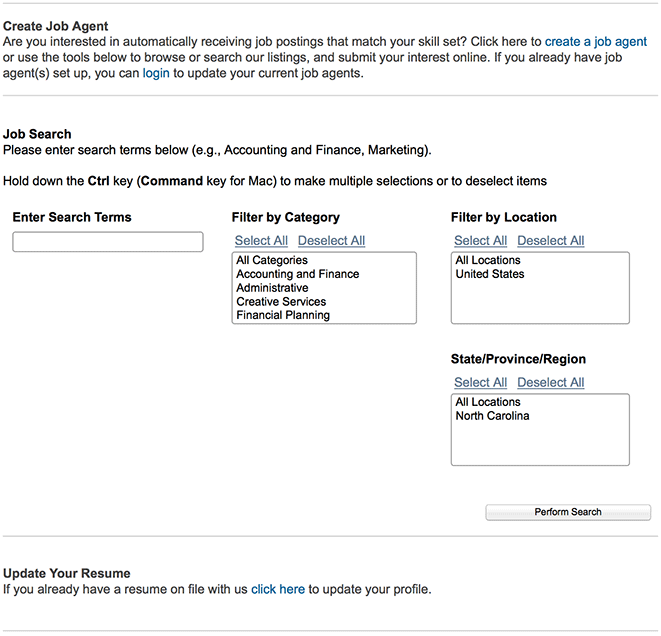 Create Job Agent
Are you interested in automatically receiving job postings that match your skill set? Click here to create a job agent
or use the tools below to browse or search our listings, and submit your interest online. If you already have job
agent(s) set up, you can login to update your current job agents.
Job Search
Please enter search terms below (e.g., Accounting and Finance, Marketing).
Hold down the Ctrl key (Command key for Mac) to make multiple selections or to deselect items
Enter Search Terms
Filter by Category
Select All Deselect All
All Categories
Accounting and Finance
Administrative
Creative Services
Financial Planning
Filter by Location
Select All Deselect All
All Locations
United States
State/Province/Region
Select All Deselect All
All Locations
North Carolina
Perform Search
Update Your Resume
If you already have a resume on file with us click here to update your profile.